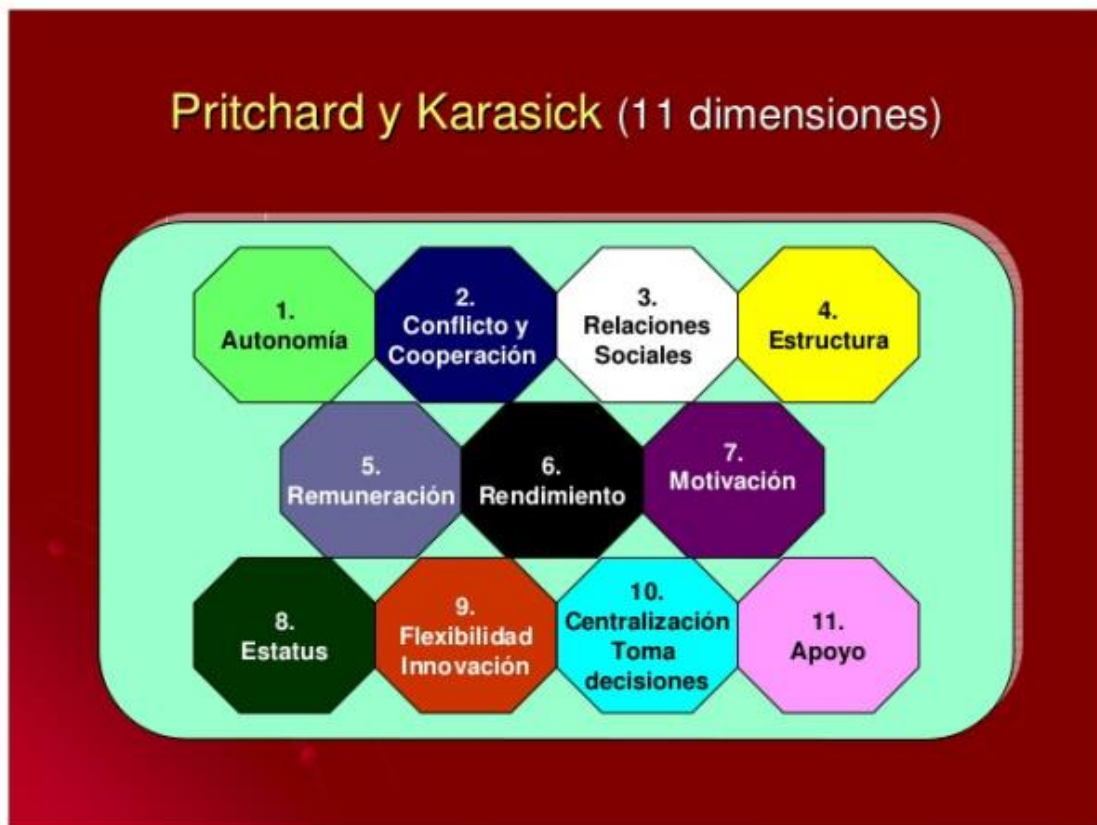 Pritchard y Karasick (11 dimensiones)
1.
Autonomía
2.
Conflicto y
Cooperación
3.
Relaciones
Sociales
4.
Estructura
5.
Remuneración
6.
Rendimiento
7.
Motivación
8.
Estatus
9.
Flexibilidad
Innovación
10.
Centralización
Toma
decisiones
11.
Apoyo